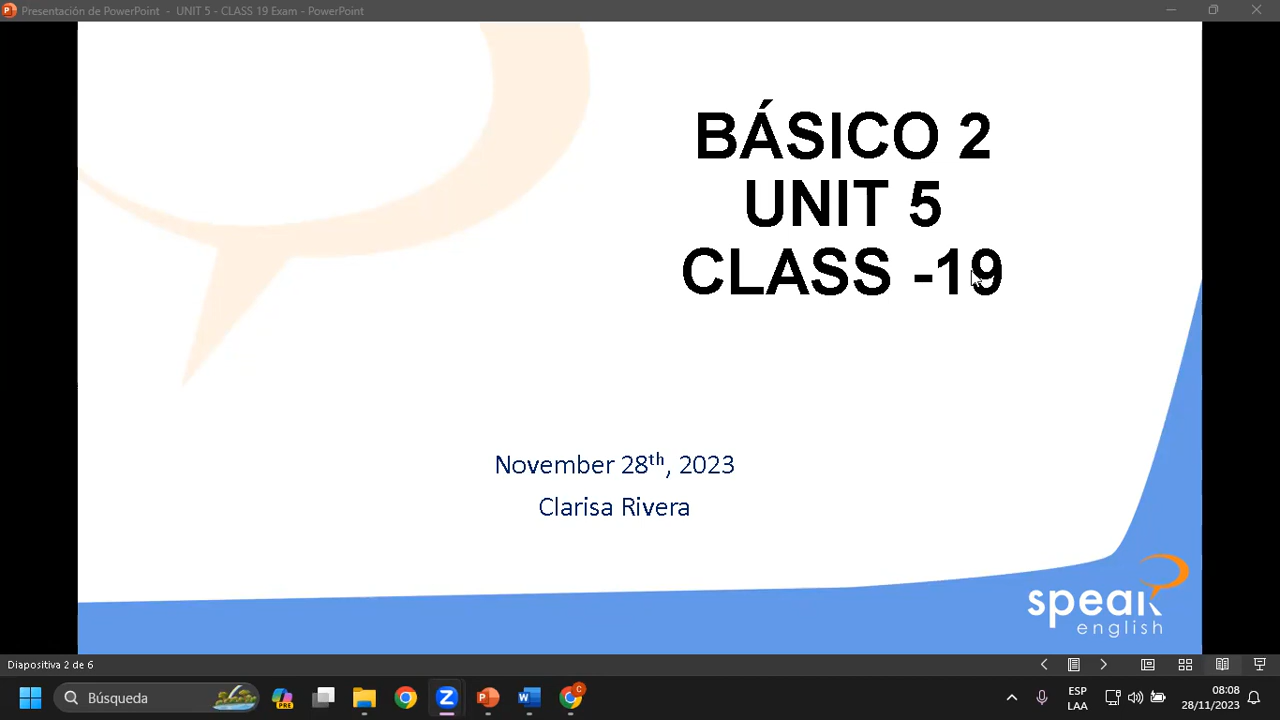 Presentación de PowerPoint - UNIT 5 - CLASS 19 Exam - PowerPoint
BÁSICO 2
UNIT 5
CLASS -19
November 28th, 2023
Clarisa Rivera
speak
english
Diapositiva 2 de 6
Búsqueda
PRE
C
ESP
LAA
08:08
28/11/2023